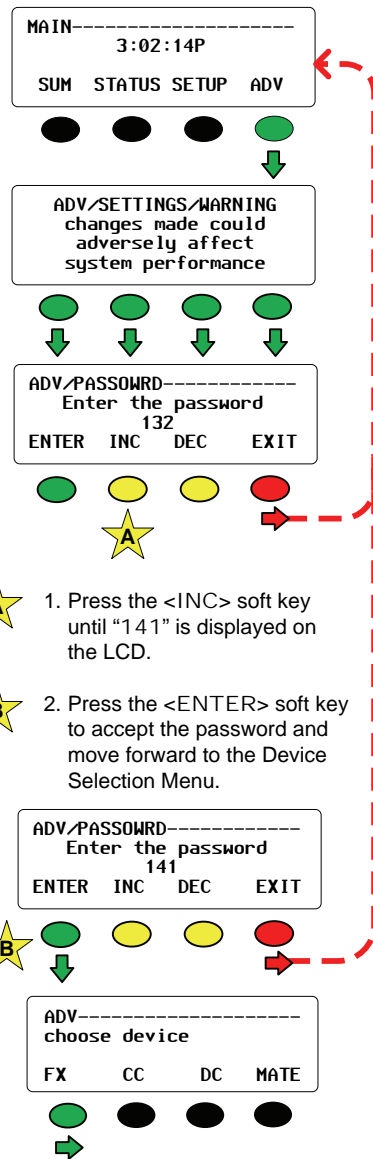 MAIN-----------------------
3:02:14P
SUM STATUS SETUP ADV
ADV/SETTINGS/WARNING
changes made could
adversely affect
system performance
ADV/PASSOWRD------------
Enter the password
132
ENTER INC DEC EXIT
A
A
1. Press the <INC> soft key
until “141” is displayed on
the LCD.
B
2. Press the <ENTER> soft key
to accept the password and
move forward to the Device
Selection Menu.
ADV/PASSOWRD------------
Enter the password
141
ENTER INC DEC EXIT
B
ADV--------------------
choose device
FX CC DC MATE